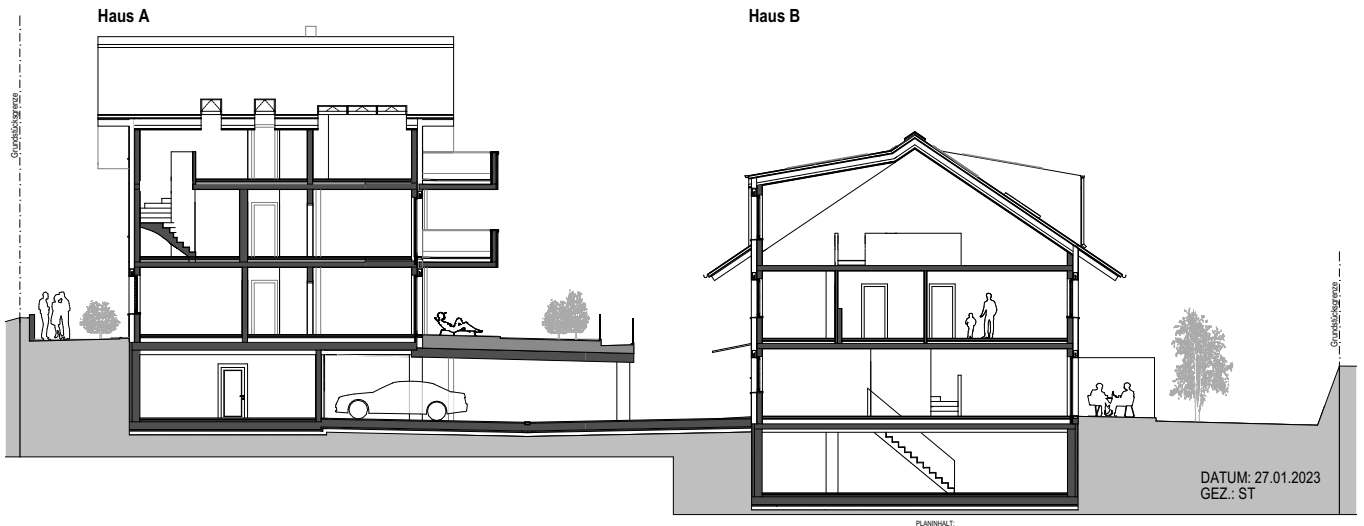 Haus A
Haus B
Grundstücksgrenze
Grundstücksgrenze
DATUM: 27.01.2023
GEZ.: ST
PLANINHALT: